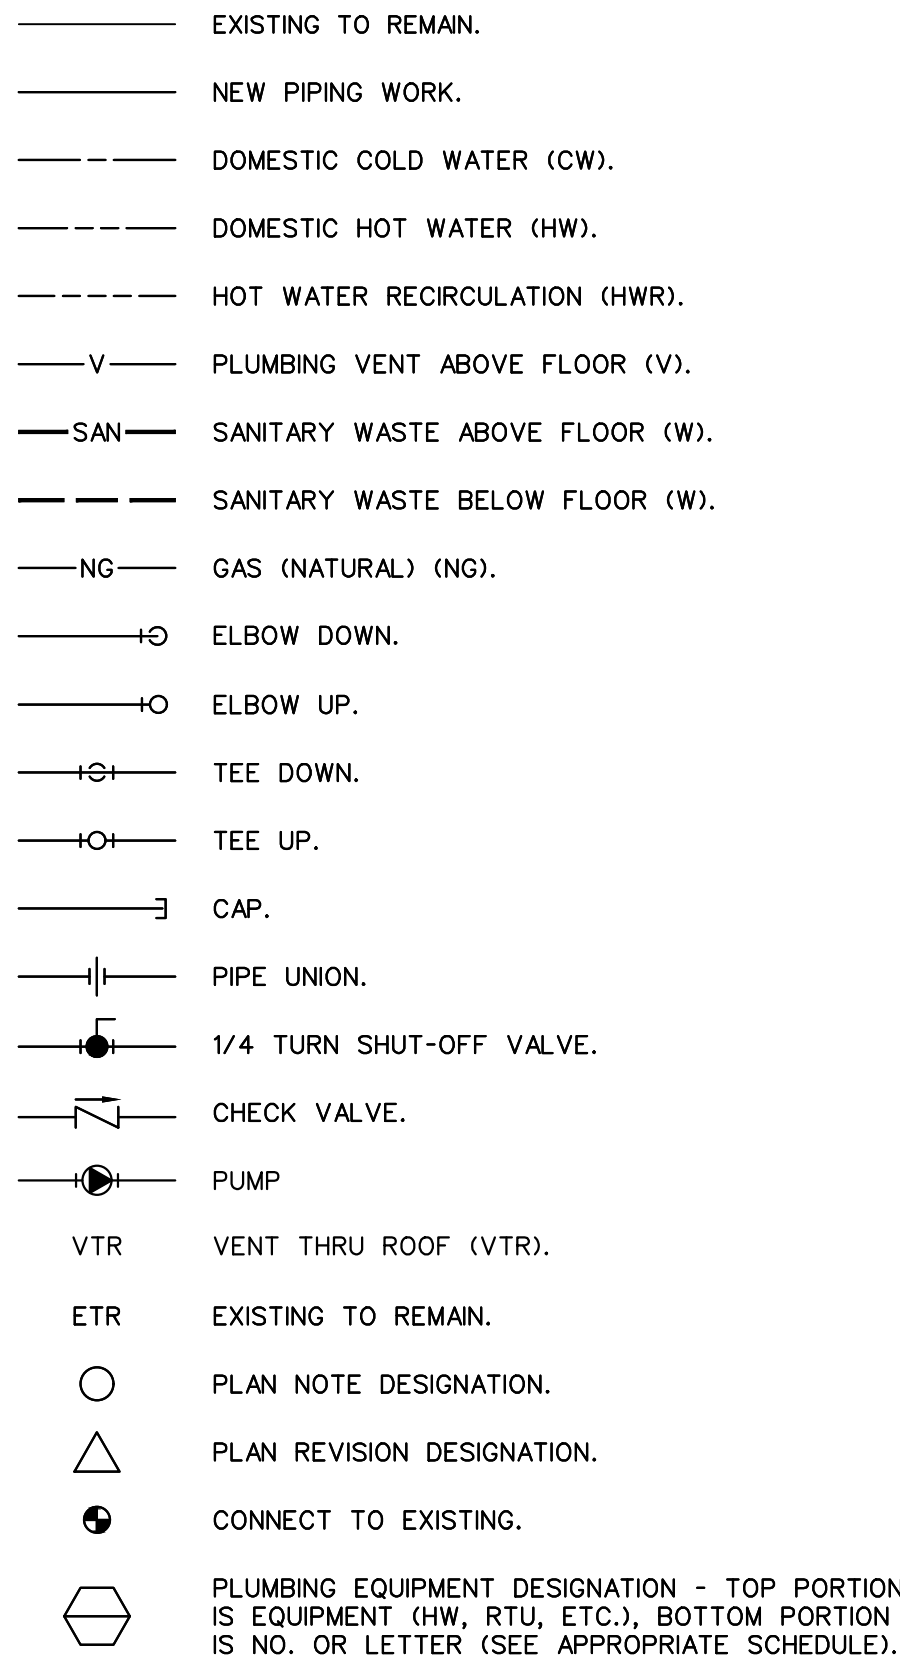 EXISTING TO REMAIN.
NEW PIPING WORK.
DOMESTIC COLD WATER (CW).
DOMESTIC HOT WATER (HW).
HOT WATER RECIRCULATION (HWR).
V PLUMBING VENT ABOVE FLOOR (V).
SAN SANITARY WASTE ABOVE FLOOR (W).
SANITARY WASTE BELOW FLOOR (W).
NG GAS (NATURAL) (NG).
ELBOW DOWN.
ELBOW UP.
TEE DOWN.
TEE UP.
CAP.
PIPE UNION.
1/4 TURN SHUT-OFF VALVE.
CHECK VALVE.
PUMP
VTR VENT THRU ROOF (VTR).
ETR EXISTING TO REMAIN.
PLAN NOTE DESIGNATION.
PLAN REVISION DESIGNATION.
CONNECT TO EXISTING.
PLUMBING EQUIPMENT DESIGNATION - TOP PORTION
IS EQUIPMENT (HW, RTU, ETC.), BOTTOM PORTION
IS NO. OR LETTER (SEE APPROPRIATE SCHEDULE).